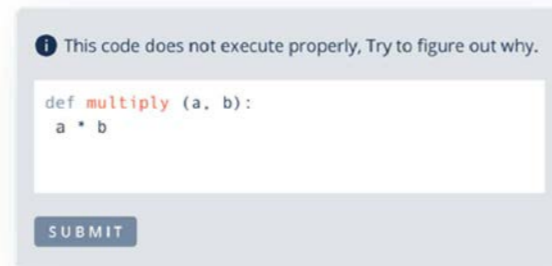 i This code does not execute properly, Try to figure out why.
def multiply (a, b):
a * b
SUBMIT